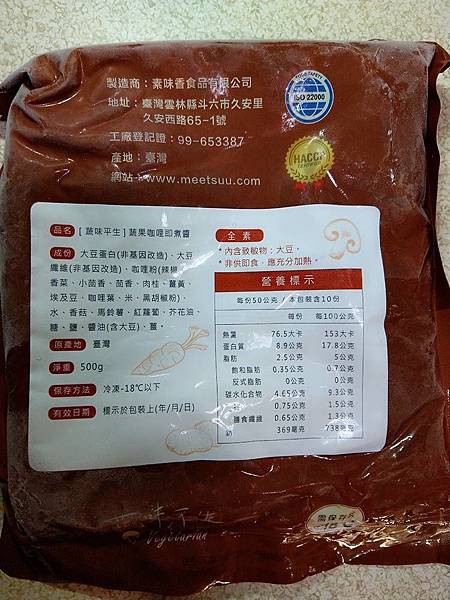 製造商：素味香食品有限公司
地址：臺灣雲林縣斗六市久安里
久安西路65-1號
工廠登記證：99-653387
產地：臺灣
網站：www.meetsuu.com
ISO 22000
HACCP
CERTIFIED
品名 [ 蔬味平生 ] 蔬果咖哩即煮醬
成份 大豆蛋白(非基因改造)、大豆
纖維(非基因改造)、咖哩粉(辣椒、
香菜、小茴香、茴香、肉桂、薑黃、
埃及豆、咖哩葉、米、黑胡椒粉)、
水、香菇、馬鈴薯、紅蘿蔔、芥花油、
糖、鹽、醬油(含大豆)、薑。
原產地 臺灣
淨重 500g
保存方法 冷凍-18℃以下
有效日期 標示於包裝上(年/月/日)
全素
*內含致敏物：大豆。
*非供即食，應充分加熱。
營養標示
每份50公克 本包裝含10份
每份 每100公克
熱量 76.5大卡 153大卡
蛋白質 8.9公克 17.8公克
脂肪 2.5公克 5公克
飽和脂肪 0.35公克 0.7公克
反式脂肪 0公克 0公克
碳水化合物 4.65公克 9.3公克
糖 0.75公克 1.5公克
膳食纖維 0.65公克 1.3公克
鈉 369毫克 738毫克
Vegetarian